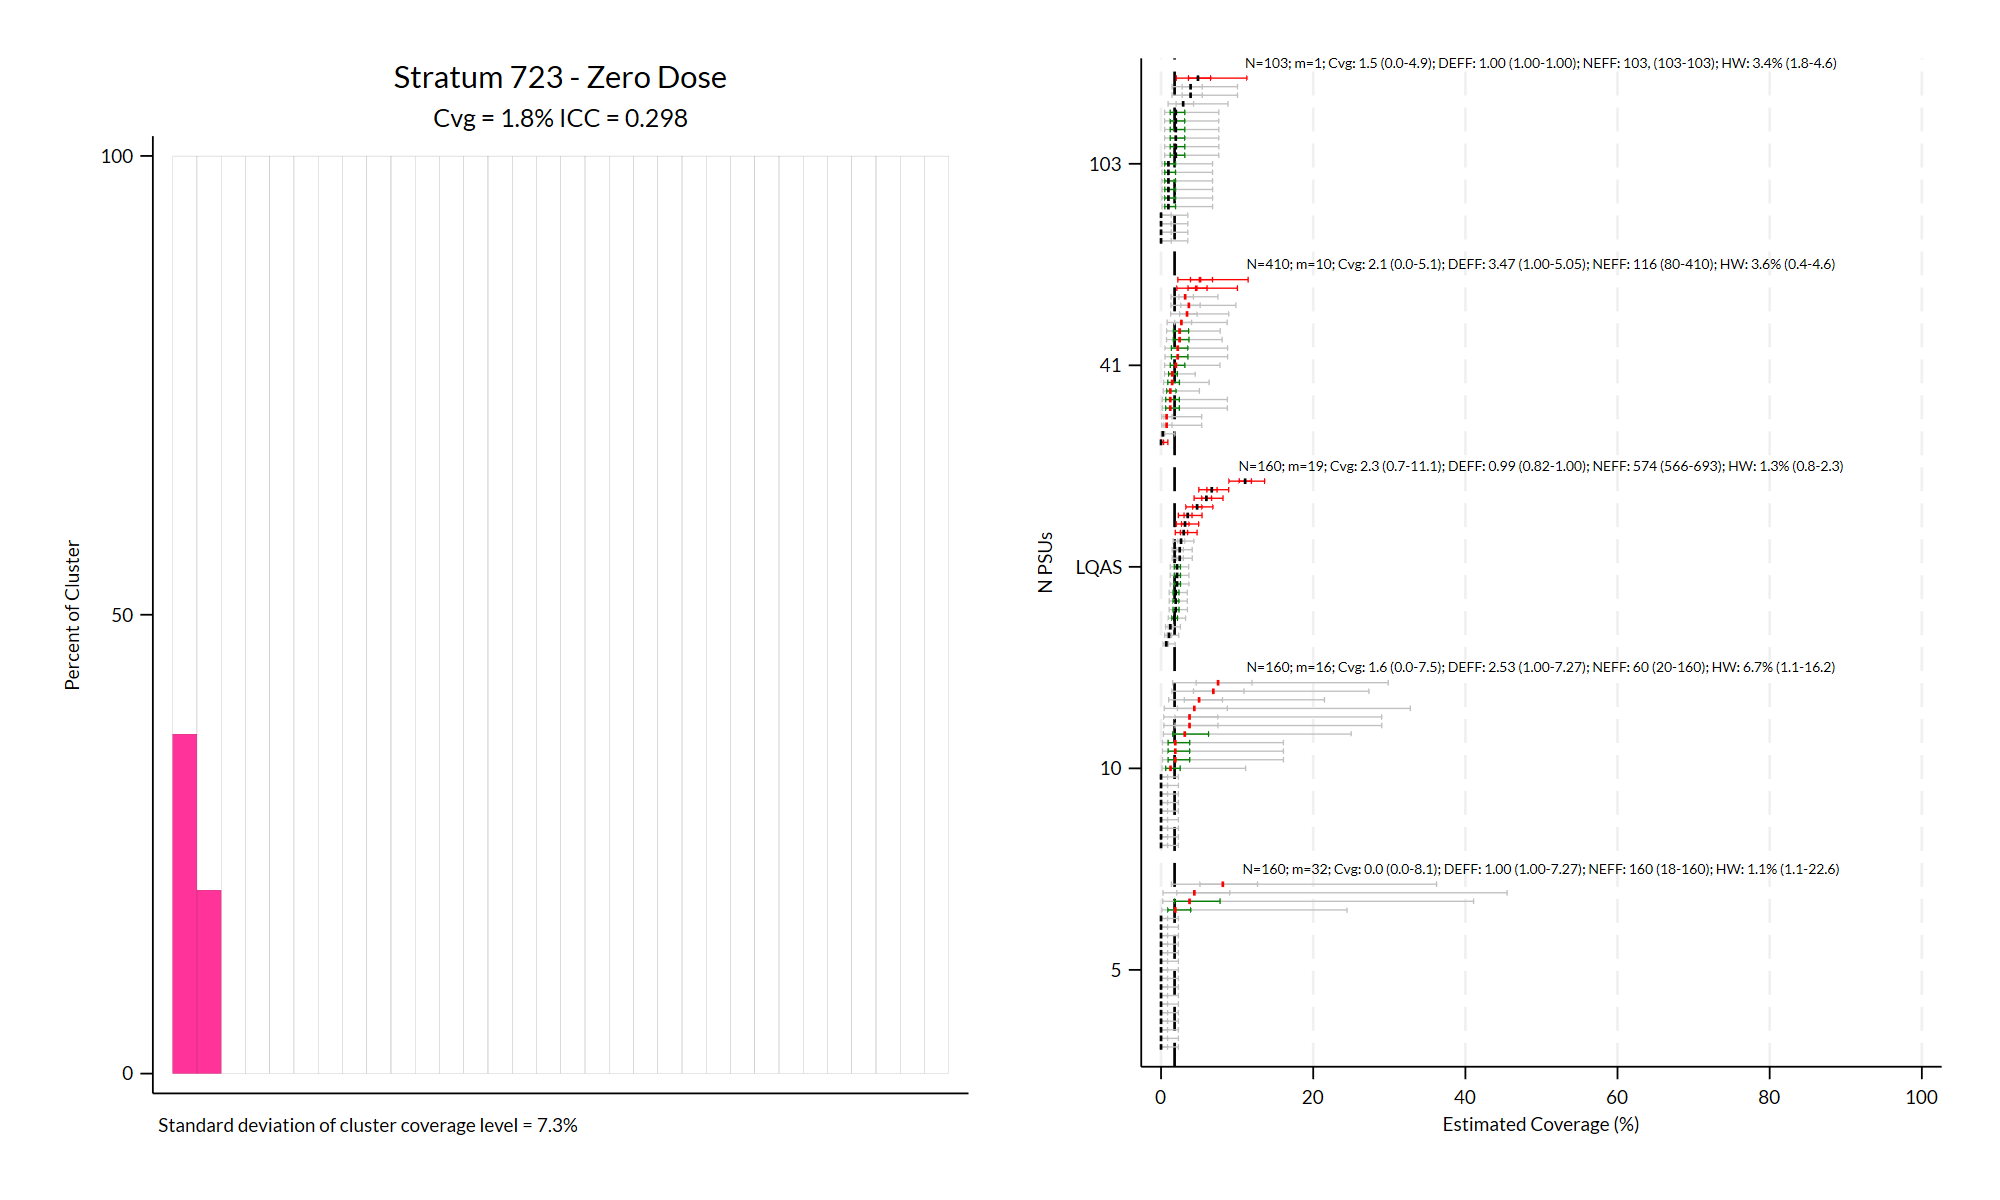 Stratum 723 - Zero Dose
Cvg = 1.8% ICC = 0.298
100
50
0
Percent of Cluster
Standard deviation of cluster coverage level = 7.3%
N=103; m=1; Cvg: 1.5 (0.0-4.9); DEFF: 1.00 (1.00-1.00); NEFF: 103, (103-103); HW: 3.4% (1.8-4.6)
103
N=410; m=10; Cvg: 2.1 (0.0-5.1); DEFF: 3.47 (1.00-5.05); NEFF: 116 (80-410); HW: 3.6% (0.4-4.6)
41
N=160; m=19; Cvg: 2.3 (0.7-11.1); DEFF: 0.99 (0.82-1.00); NEFF: 574 (566-693); HW: 1.3% (0.8-2.3)
LQAS
N PSUs
N=160; m=16; Cvg: 1.6 (0.0-7.5); DEFF: 2.53 (1.00-7.27); NEFF: 60 (20-160); HW: 6.7% (1.1-16.2)
10
N=160; m=32; Cvg: 0.0 (0.0-8.1); DEFF: 1.00 (1.00-7.27); NEFF: 160 (18-160); HW: 1.1% (1.1-22.6)
5
0 20 40 60 80 100
Estimated Coverage (%)